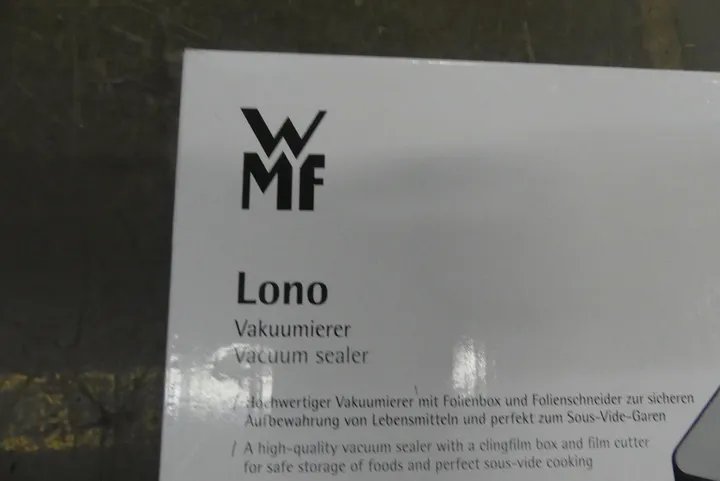 WMF
Lono
Vakuumierer
Vacuum sealer
/ Hochwertiger Vakuumierer mit Folienbox und Folienschneider zur sicheren
Aufbewahrung von Lebensmitteln und perfekt zum Sous-Vide-Garen
/ A high-quality vacuum sealer with a clingfilm box and film cutter
for safe storage of foods and perfect sous-vide cooking